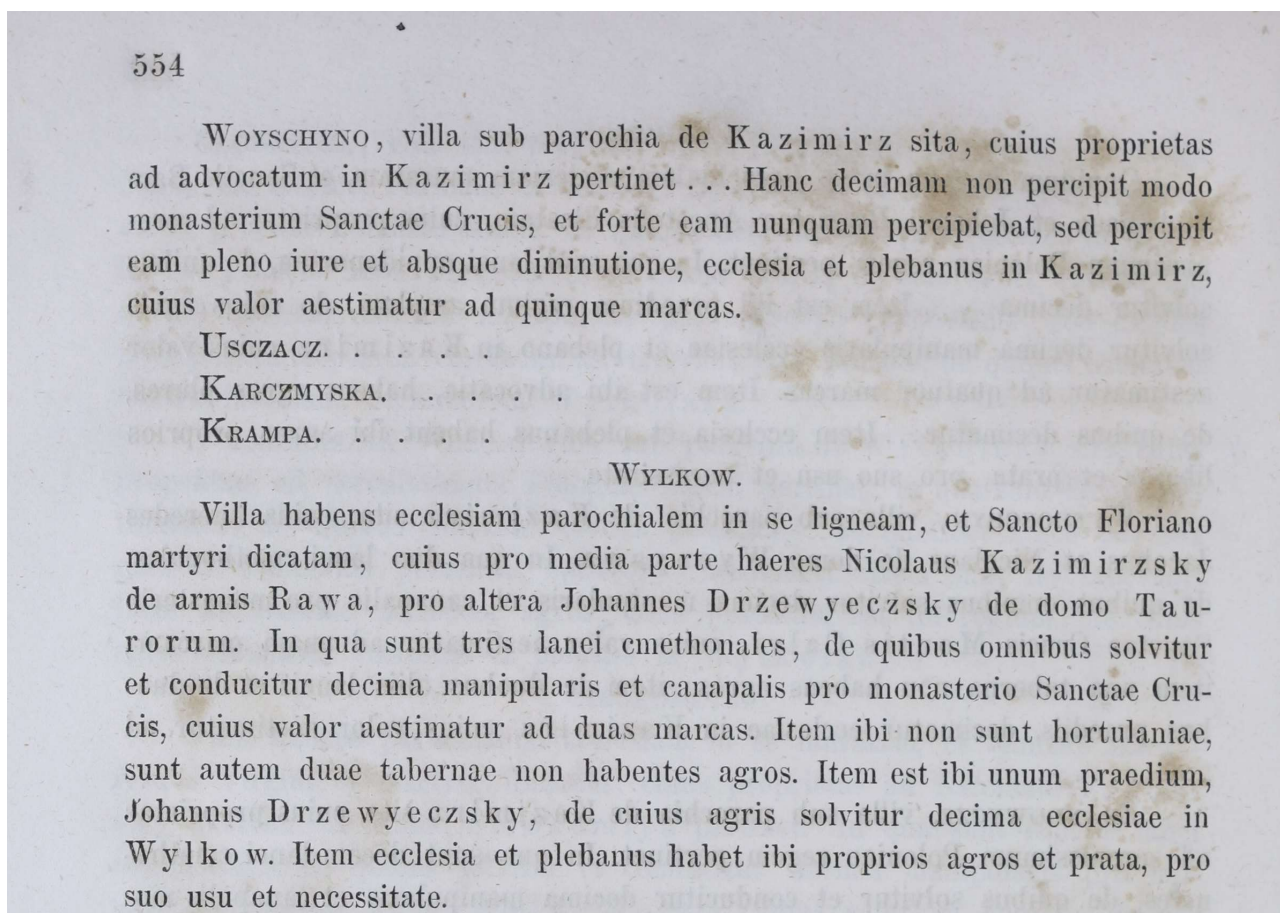 554
WOYSCHYNO, villa sub parochia de Kazimirz sita, cuius proprietas
ad advocatum in Kazimirz pertinet . . . Hanc decimam non percipit modo
monasterium Sanctae Crucis, et forte eam nunquam percipiebat, sed percipit
eam pleno iure et absque diminutione, ecclesia et plebanus in Kazimirz,
cuius valor aestimatur ad quinque marcas.
USCZACZ. . . . .
KARCZMYSKA. . . . .
KRAMPA. . . . .
WYLKOW.
Villa habens ecclesiam parochialem in se ligneam, et Sancto Floriano
martyri dicatam, cuius pro media parte haeres Nicolaus Kazimirzsky
de armis Rawa, pro altera Johannes Drzewyeczsky de domo Tau-
rorum. In qua sunt tres lanei cmethonales, de quibus omnibus solvitur
et conducitur decima manipularis et canapalis pro monasterio Sanctae Cru-
cis, cuius valor aestimatur ad duas marcas. Item ibi non sunt hortulaniae,
sunt autem duae tabernae non habentes agros. Item est ibi unum praedium,
Johannis Drzewyeczsky, de cuius agris solvitur decima ecclesiae in
Wylkow. Item ecclesia et plebanus habet ibi proprios agros et prata, pro
suo usu et necessitate.